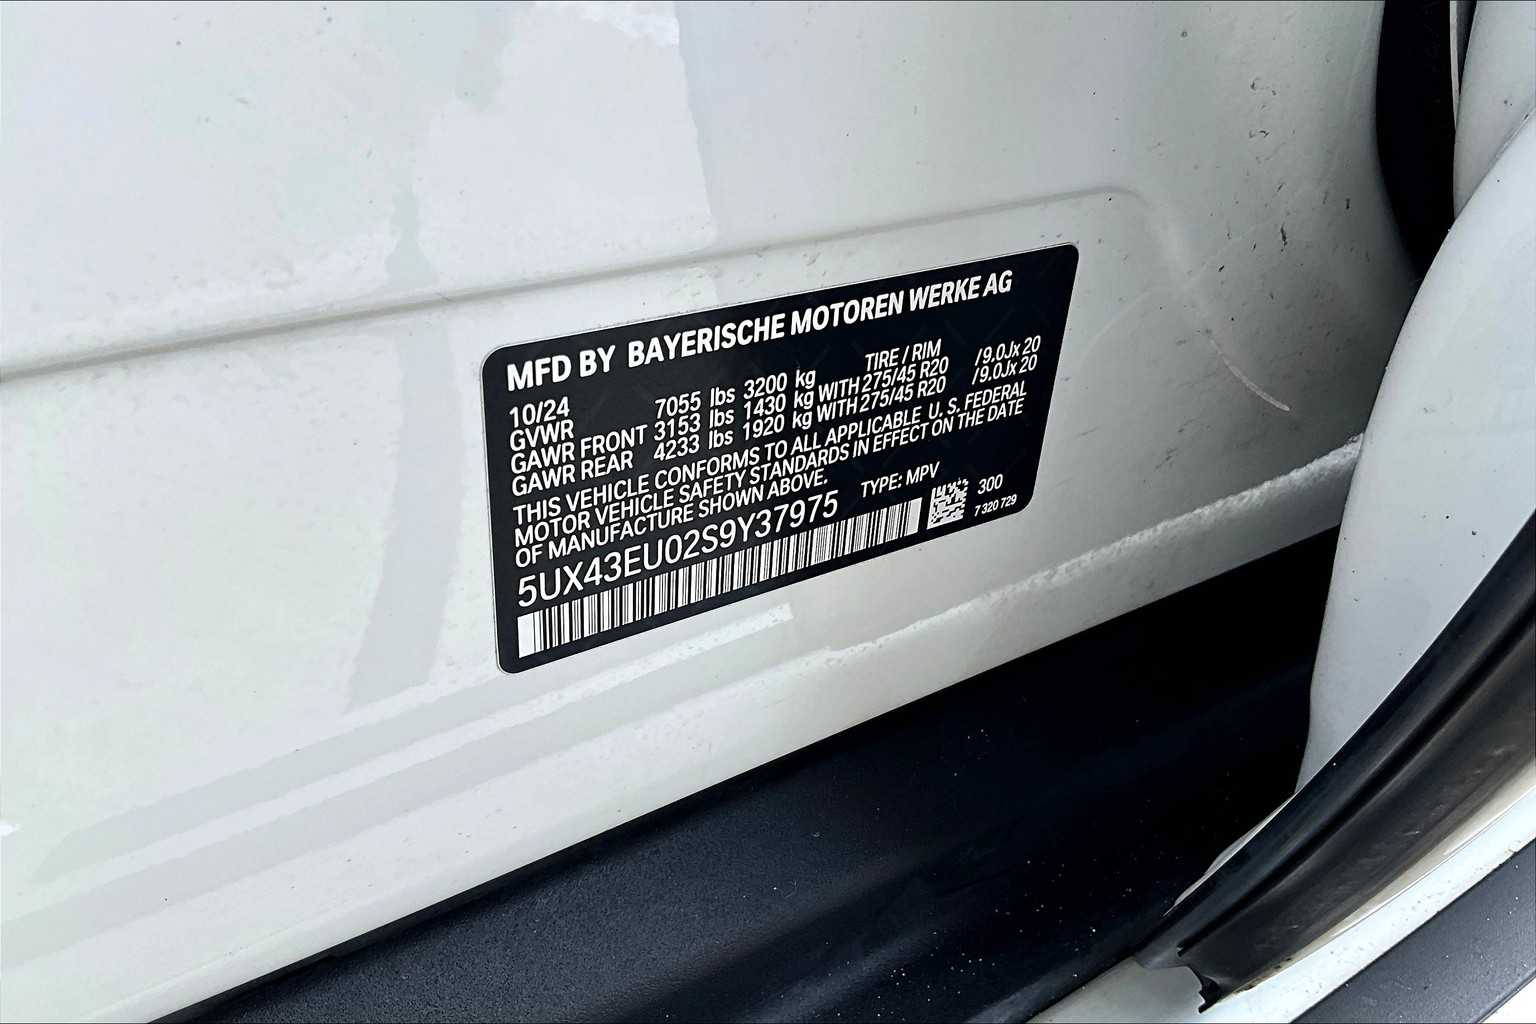 MFD BY BAYERISCHE MOTOREN WERKE AG
10/24 TIRE / RIM
GVWR 7055 lbs 3200 kg
GAWR FRONT 3153 lbs 1430 kg WITH 275/45 R20 /9.0Jx 20
GAWR REAR 4233 lbs 1920 kg WITH 275/45 R20 /9.0Jx 20
THIS VEHICLE CONFORMS TO ALL APPLICABLE U. S. FEDERAL
MOTOR VEHICLE SAFETY STANDARDS IN EFFECT ON THE DATE
OF MANUFACTURE SHOWN ABOVE.
TYPE: MPV
5UX43EU02S9Y37975
300
7 320 729